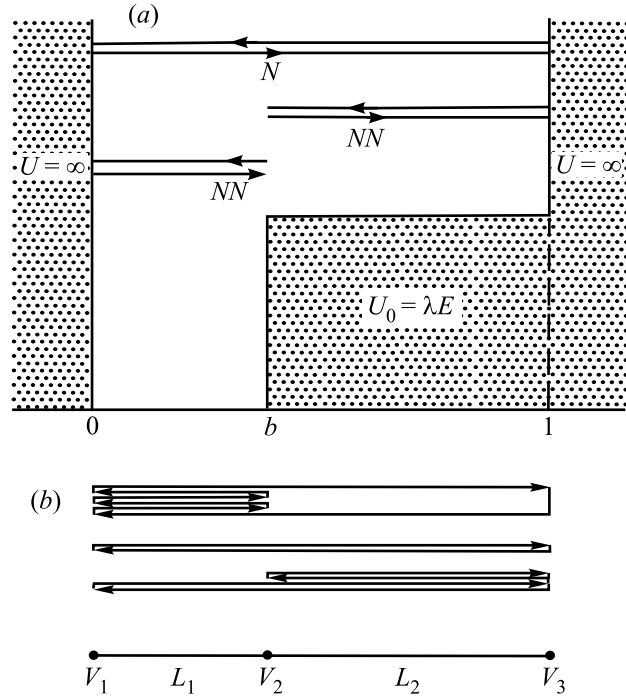 (a)
N
NN
U = ∞ U = ∞
NN
U₀ = λE
0 b 1
(b)
V₁ L₁ V₂ L₂ V₃